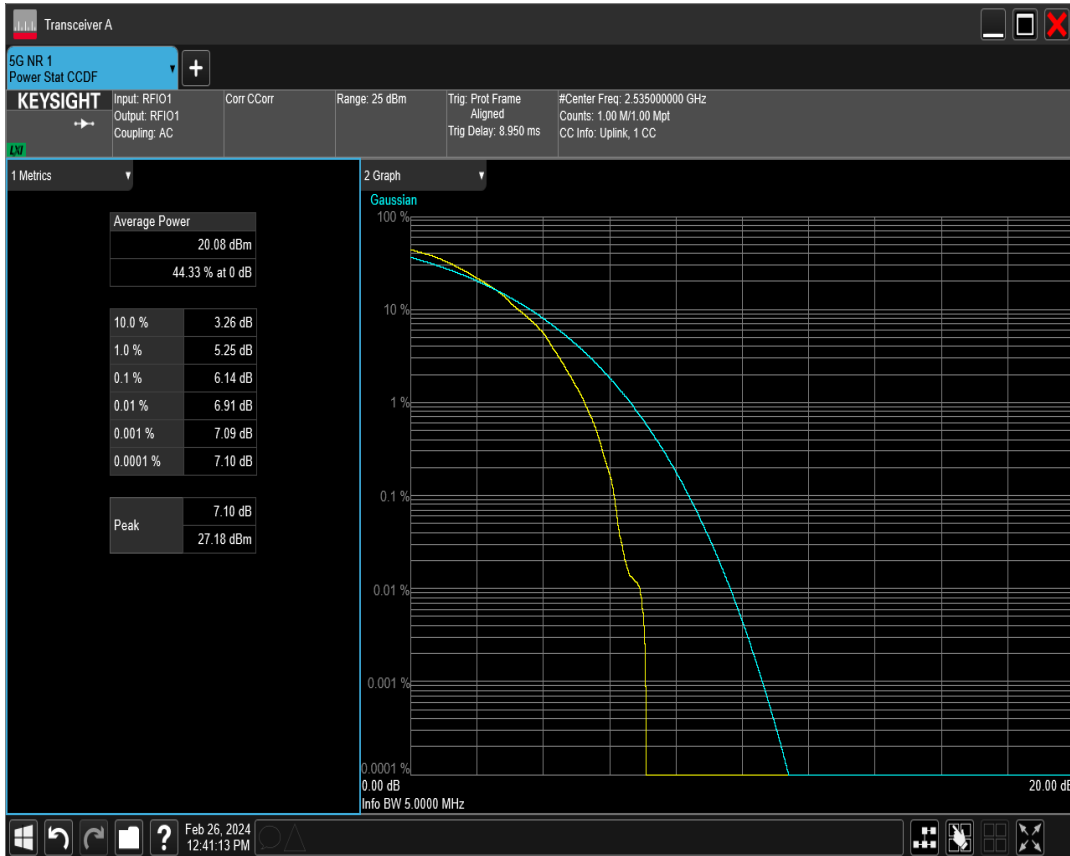 Transceiver A
5G NR 1
Power Stat CCDF
KEYSIGHT
LXI
Input: RFIO1
Output: RFIO1
Coupling: AC
Corr CCorr
Range: 25 dBm
Trig: Prot Frame
Aligned
Trig Delay: 8.950 ms
#Center Freq: 2.535000000 GHz
Counts: 1.00 M/1.00 Mpt
CC Info: Uplink, 1 CC
1 Metrics
Average Power
20.08 dBm
44.33 % at 0 dB
10.0 % 3.26 dB
1.0 % 5.25 dB
0.1 % 6.14 dB
0.01 % 6.91 dB
0.001 % 7.09 dB
0.0001 % 7.10 dB
Peak
7.10 dB
27.18 dBm
2 Graph
Gaussian
100 %
10 %
1 %
0.1 %
0.01 %
0.001 %
0.0001 %
0.00 dB 20.00 dB
Info BW 5.0000 MHz
?
Feb 26, 2024
12:41:13 PM